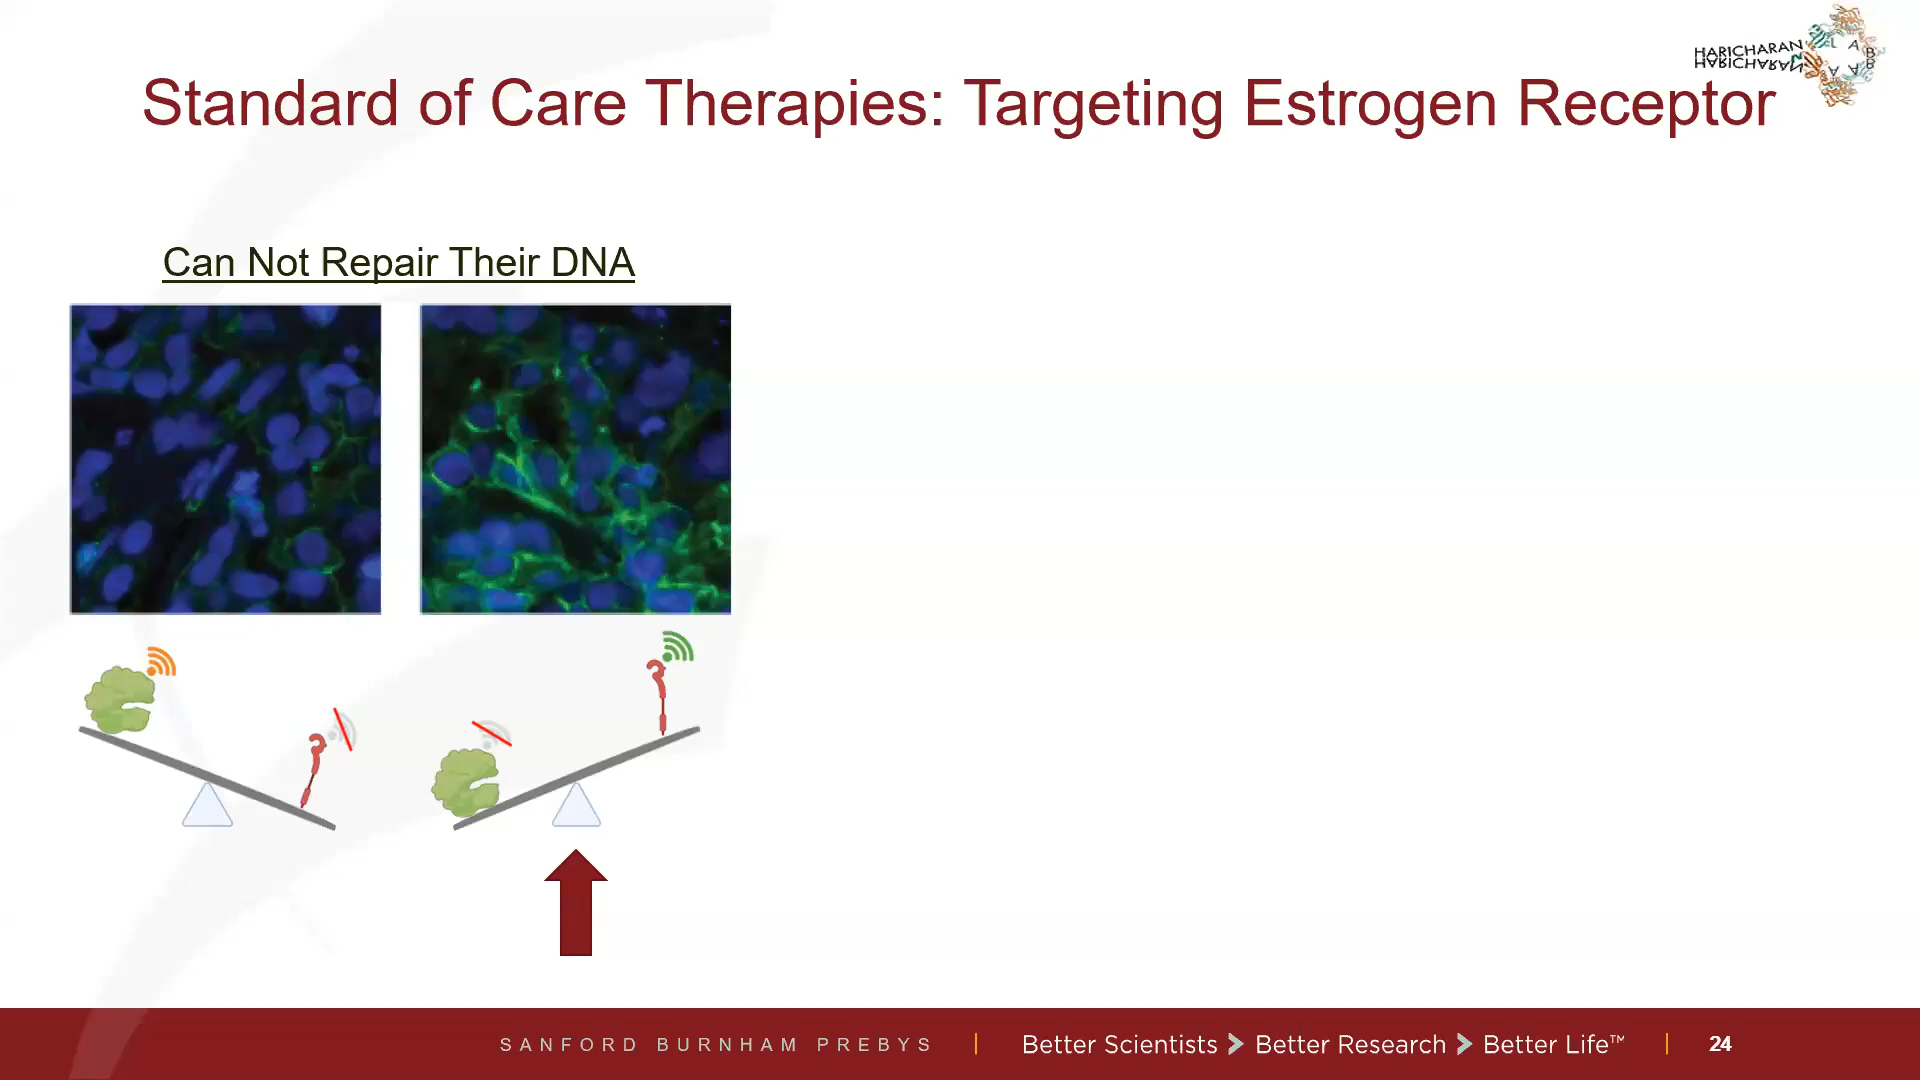 HARICHARAN
HARICHARAN
L A B
B A A
Standard of Care Therapies: Targeting Estrogen Receptor
Can Not Repair Their DNA
SANFORD BURNHAM PREBYS | Better Scientists > Better Research > Better Life™ | 24